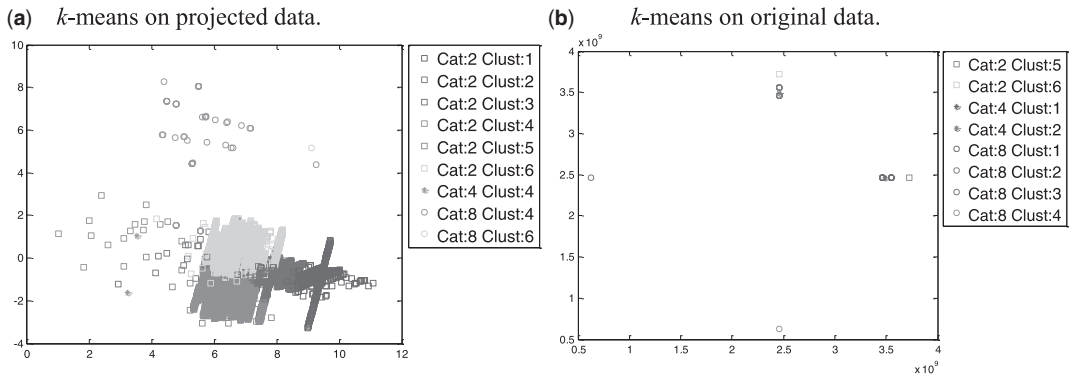 (a) k-means on projected data.
10
8
6
4
2
0
-2
-4
0 2 4 6 8 10 12
Cat:2 Clust:1
Cat:2 Clust:2
Cat:2 Clust:3
Cat:2 Clust:4
Cat:2 Clust:5
Cat:2 Clust:6
Cat:4 Clust:4
Cat:8 Clust:4
Cat:8 Clust:6
(b) k-means on original data.
x 10⁹
4
3.5
3
2.5
2
1.5
1
0.5
0.5 1 1.5 2 2.5 3 3.5 4
x 10⁹
Cat:2 Clust:5
Cat:2 Clust:6
Cat:4 Clust:1
Cat:4 Clust:2
Cat:8 Clust:1
Cat:8 Clust:2
Cat:8 Clust:3
Cat:8 Clust:4